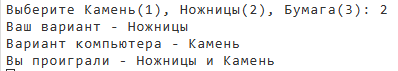 Выберите Камень(1), Ножницы(2), Бумага(3): 2
Ваш вариант - Ножницы
Вариант компьютера - Камень
Вы проиграли - Ножницы и Камень